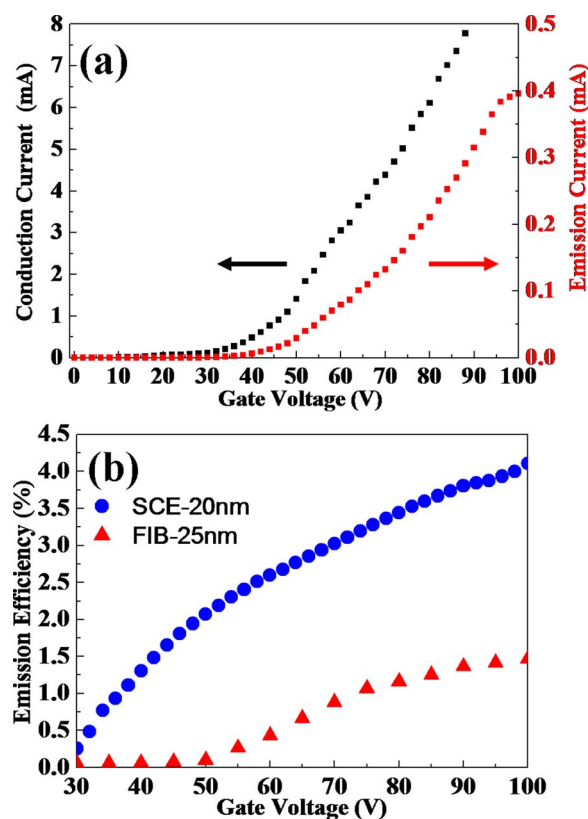 (a)
8
7
6
5
4
3
2
1
0
Conduction Current (mA)
0.5
0.4
0.3
0.2
0.1
0.0
Emission Current (mA)
0 10 20 30 40 50 60 70 80 90 100
Gate Voltage (V)
(b)
4.5
4.0
3.5
3.0
2.5
2.0
1.5
1.0
0.5
0.0
Emission Efficiency (%)
SCE-20nm
FIB-25nm
30 40 50 60 70 80 90 100
Gate Voltage (V)